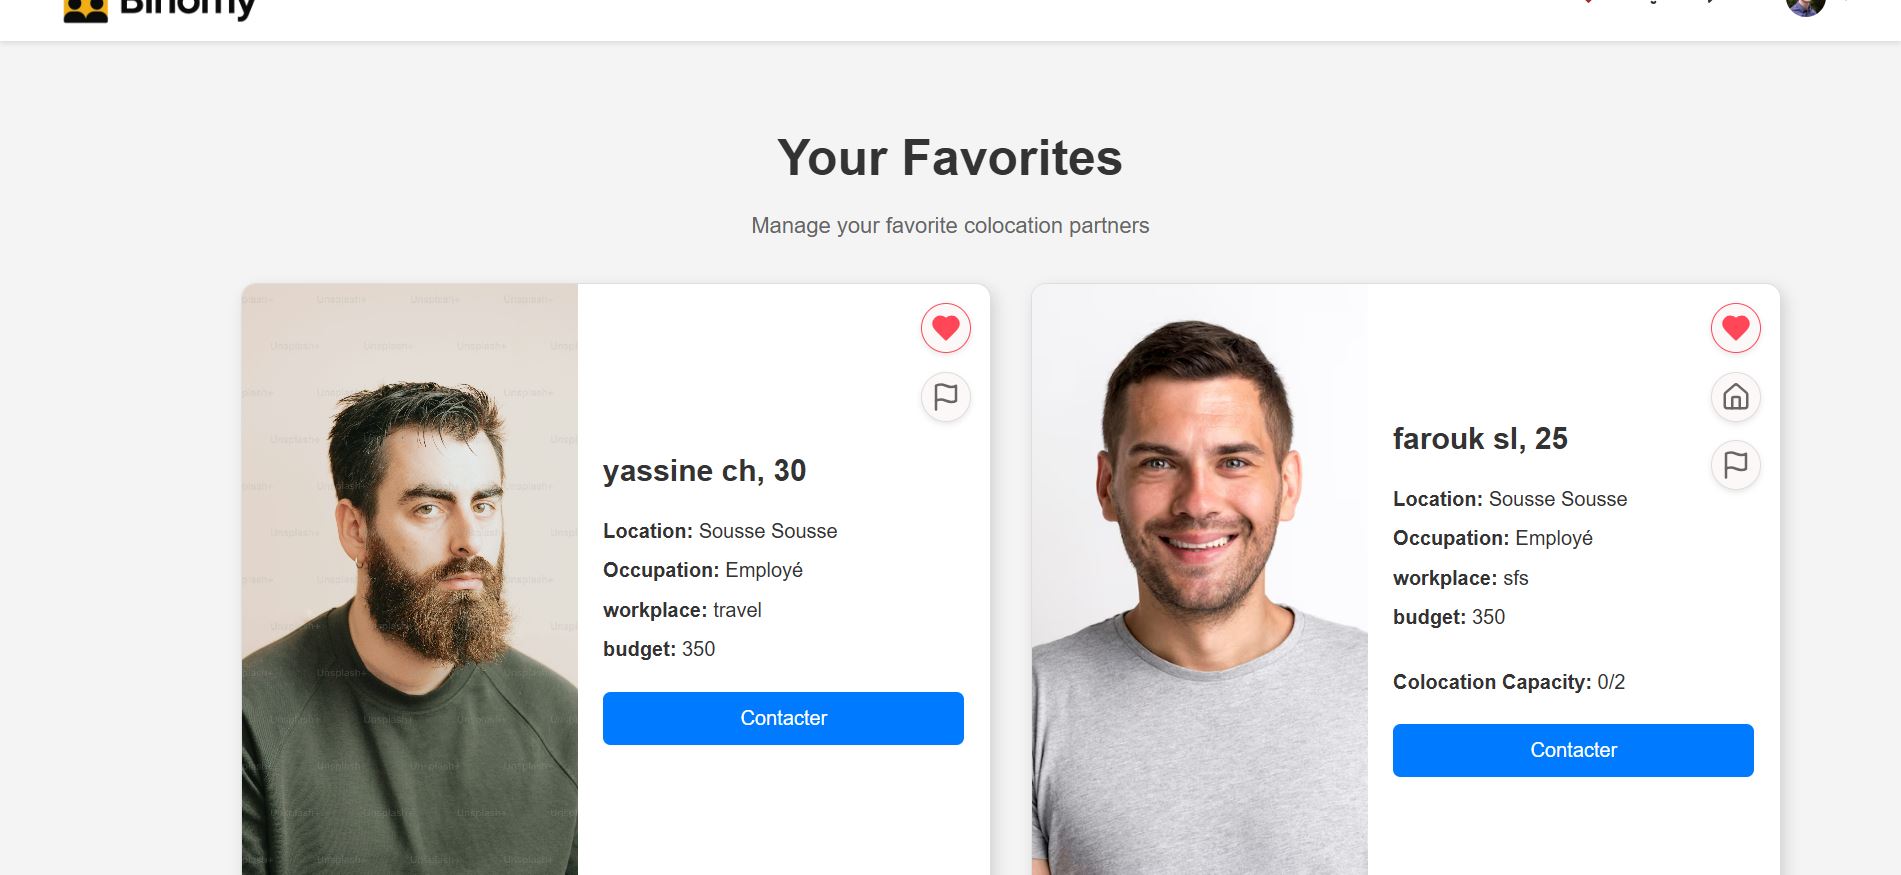 Binomy
Your Favorites
Manage your favorite colocation partners
Unsplash+
yassine ch, 30
Location: Sousse Sousse
Occupation: Employé
workplace: travel
budget: 350
Contacter
farouk sl, 25
Location: Sousse Sousse
Occupation: Employé
workplace: sfs
budget: 350
Colocation Capacity: 0/2
Contacter